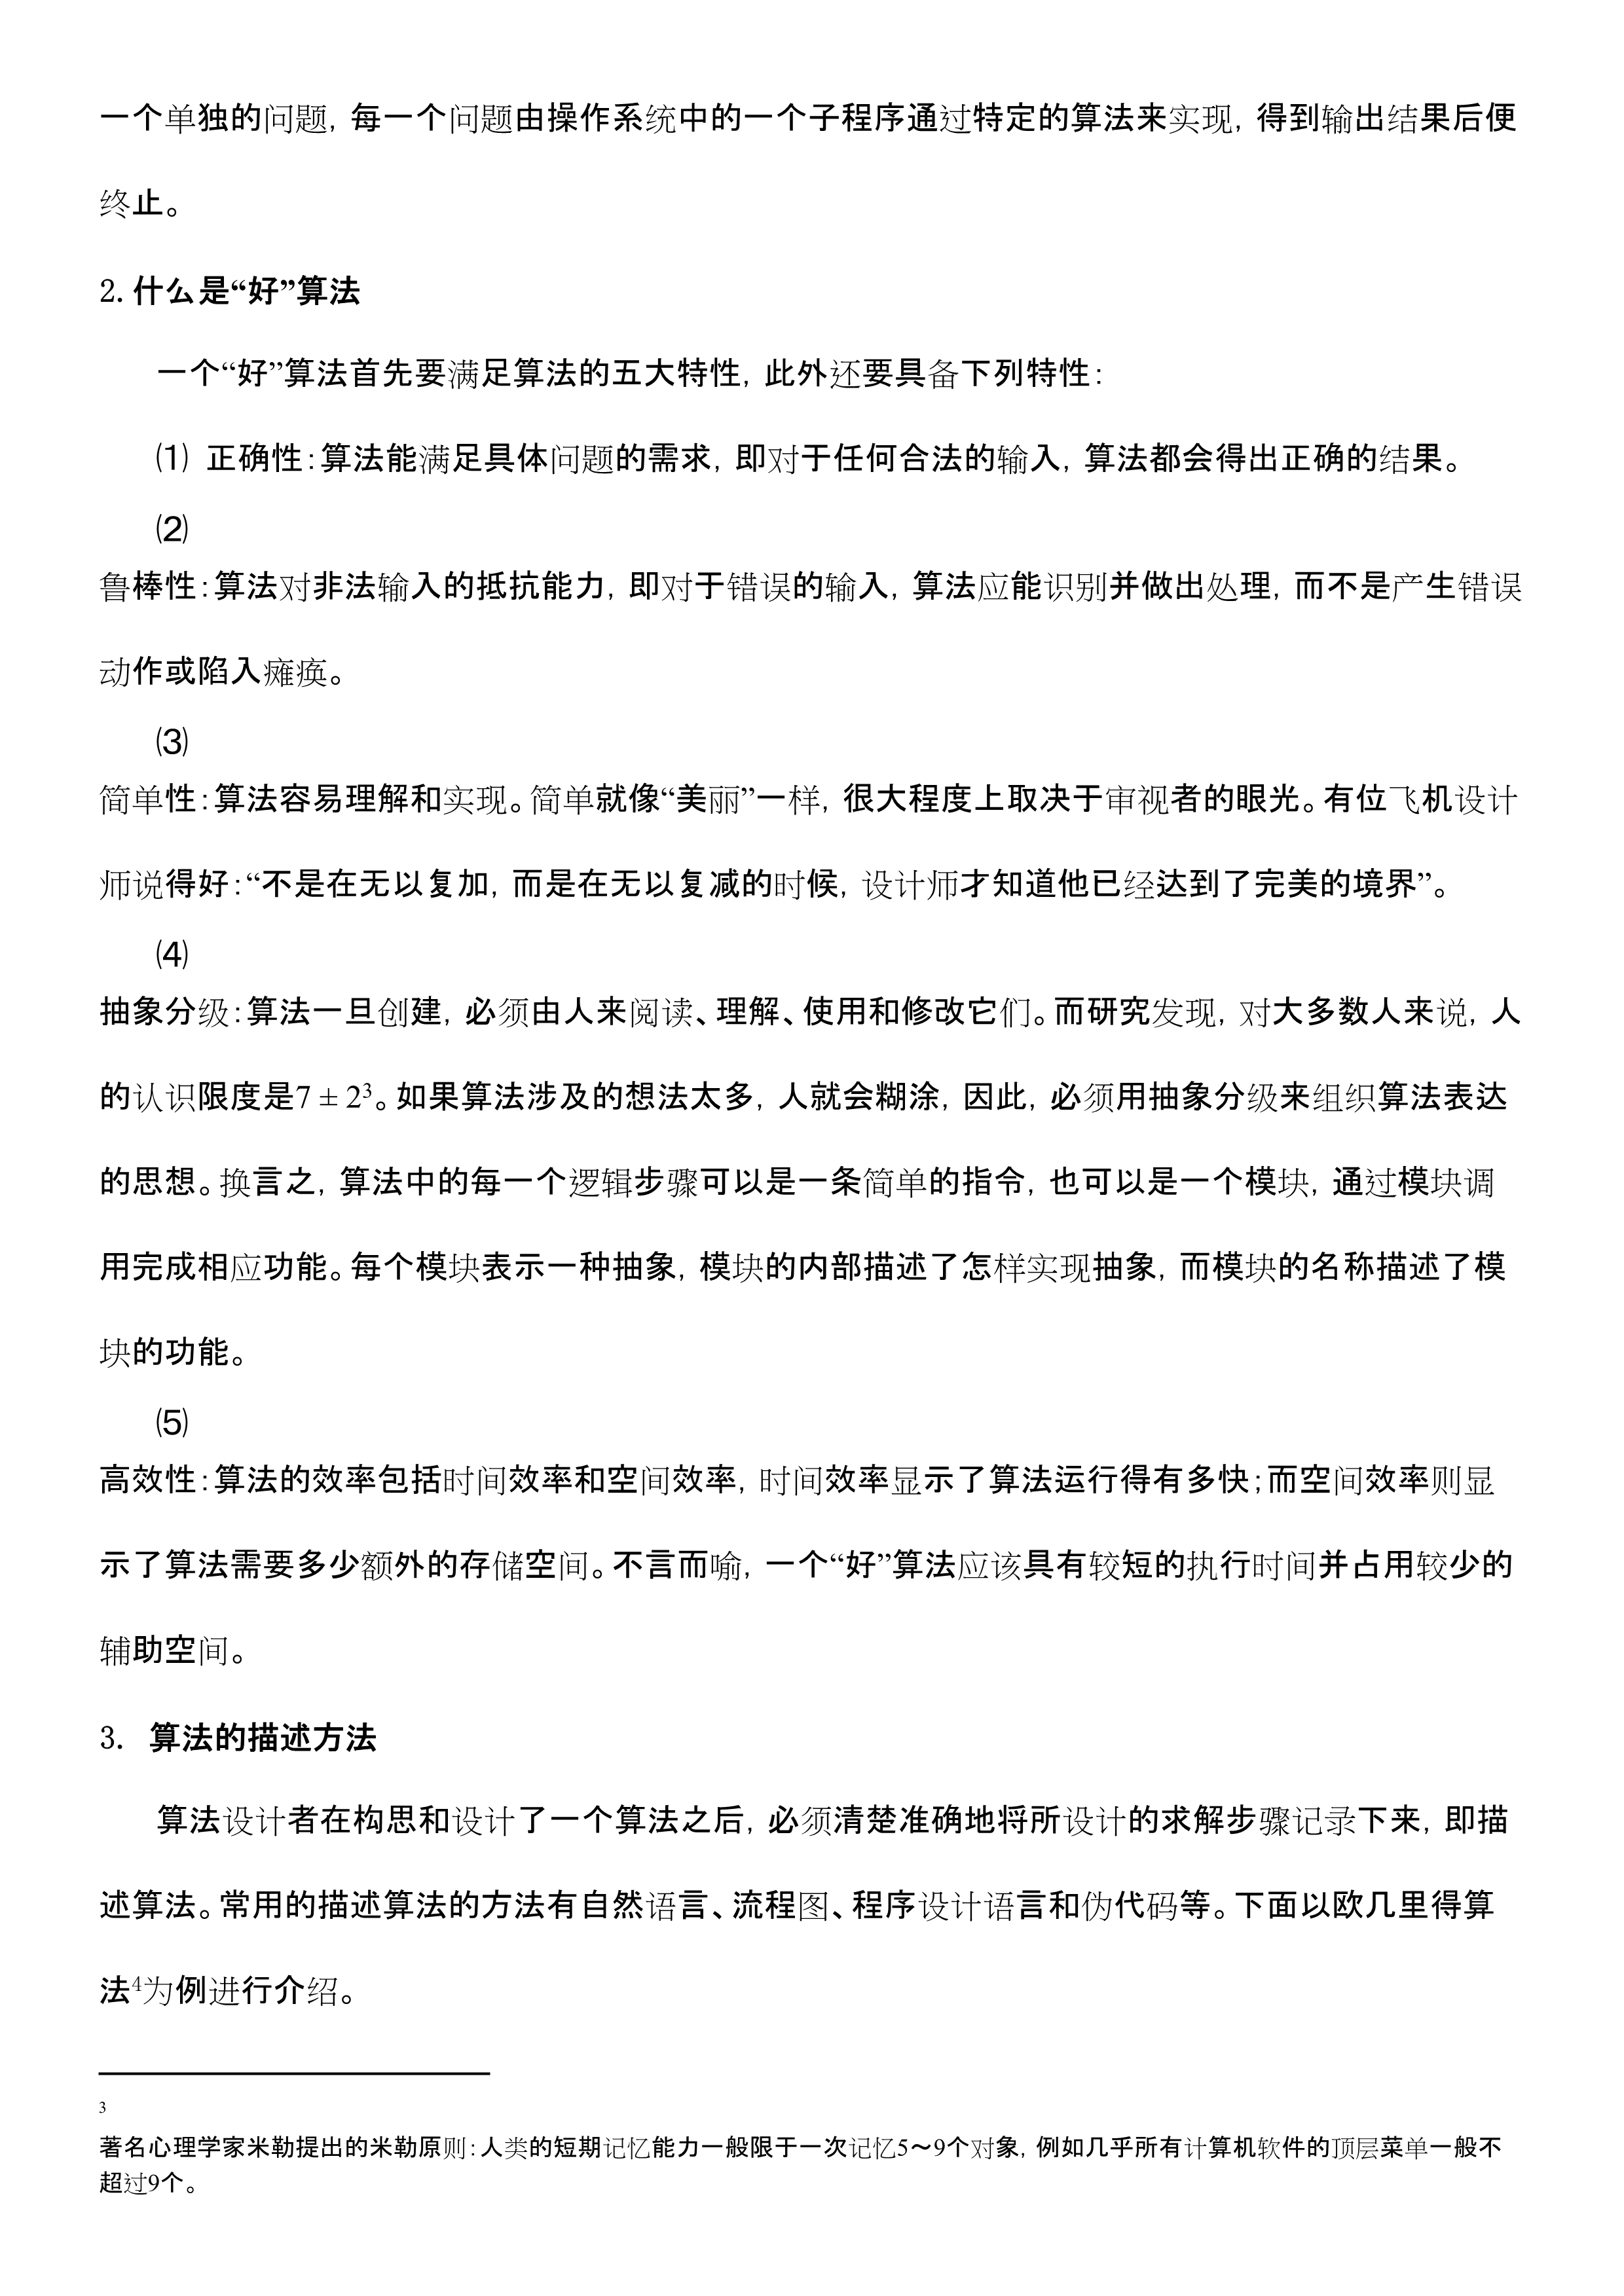 一个单独的问题，每一个问题由操作系统中的一个子程序通过特定的算法来实现，得到输出结果后便
终止。
2. 什么是“好”算法
一个“好”算法首先要满足算法的五大特性，此外还要具备下列特性：
⑴ 正确性：算法能满足具体问题的需求，即对于任何合法的输入，算法都会得出正确的结果。
⑵
鲁棒性：算法对非法输入的抵抗能力，即对于错误的输入，算法应能识别并做出处理，而不是产生错误
动作或陷入瘫痪。
⑶
简单性：算法容易理解和实现。简单就像“美丽”一样，很大程度上取决于审视者的眼光。有位飞机设计
师说得好：“不是在无以复加，而是在无以复减的时候，设计师才知道他已经达到了完美的境界”。
⑷
抽象分级：算法一旦创建，必须由人来阅读、理解、使用和修改它们。而研究发现，对大多数人来说，人
的认识限度是7 ± 2³。如果算法涉及的想法太多，人就会糊涂，因此，必须用抽象分级来组织算法表达
的思想。换言之，算法中的每一个逻辑步骤可以是一条简单的指令，也可以是一个模块，通过模块调
用完成相应功能。每个模块表示一种抽象，模块的内部描述了怎样实现抽象，而模块的名称描述了模
块的功能。
⑸
高效性：算法的效率包括时间效率和空间效率，时间效率显示了算法运行得有多快；而空间效率则显
示了算法需要多少额外的存储空间。不言而喻，一个“好”算法应该具有较短的执行时间并占用较少的
辅助空间。
3. 算法的描述方法
算法设计者在构思和设计了一个算法之后，必须清楚准确地将所设计的求解步骤记录下来，即描
述算法。常用的描述算法的方法有自然语言、流程图、程序设计语言和伪代码等。下面以欧几里得算
法⁴为例进行介绍。
3
著名心理学家米勒提出的米勒原则：人类的短期记忆能力一般限于一次记忆5～9个对象，例如几乎所有计算机软件的顶层菜单一般不
超过9个。